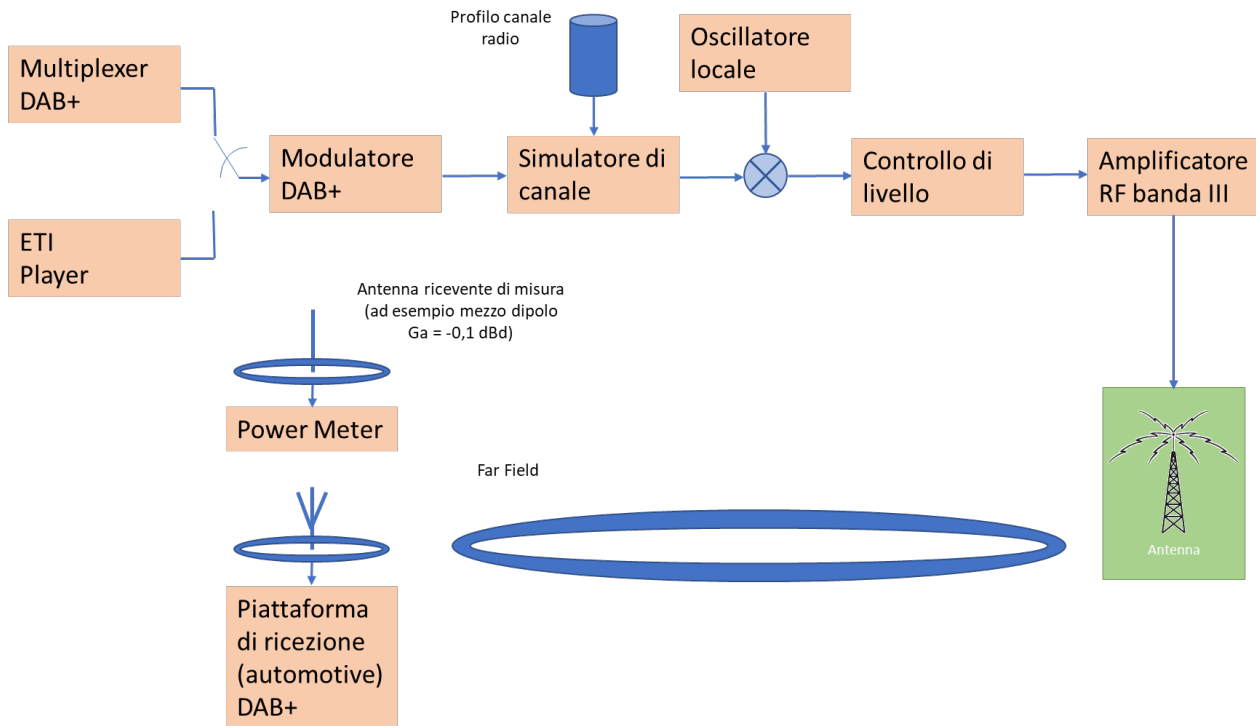 Profilo canale
radio
Oscillatore
locale
Multiplexer
DAB+
Modulatore
DAB+
Simulatore di
canale
Controllo di
livello
Amplificatore
RF banda III
ETI
Player
Antenna ricevente di misura
(ad esempio mezzo dipolo
Ga = -0,1 dBd)
Power Meter
Far Field
Antenna
Piattaforma
di ricezione
(automotive)
DAB+